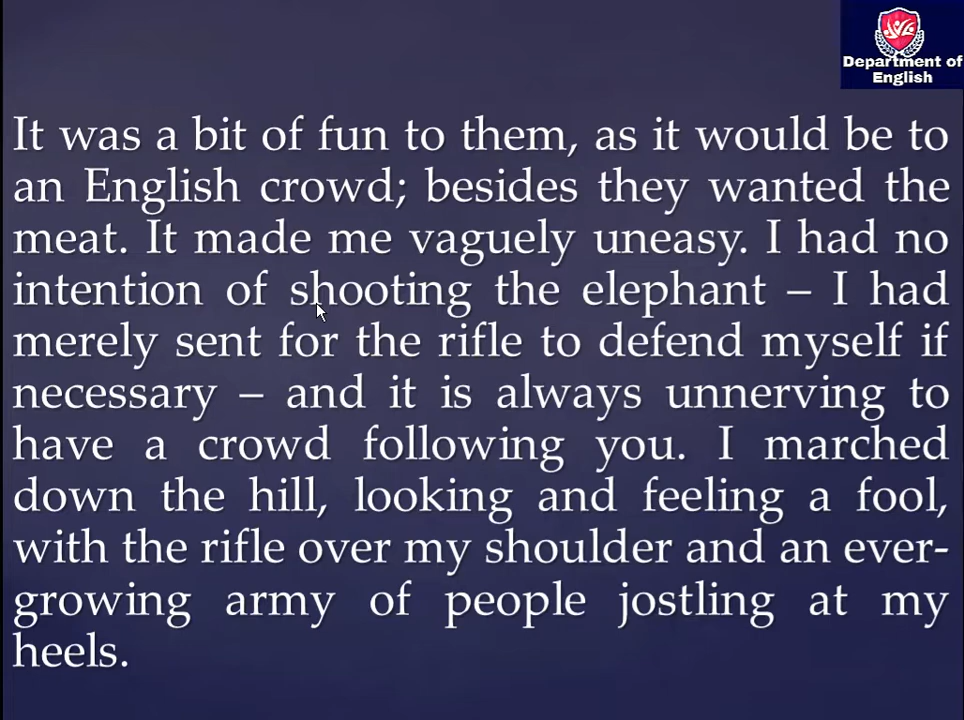 Department of
English
It was a bit of fun to them, as it would be to
an English crowd; besides they wanted the
meat. It made me vaguely uneasy. I had no
intention of shooting the elephant – I had
merely sent for the rifle to defend myself if
necessary – and it is always unnerving to
have a crowd following you. I marched
down the hill, looking and feeling a fool,
with the rifle over my shoulder and an ever-
growing army of people jostling at my
heels.